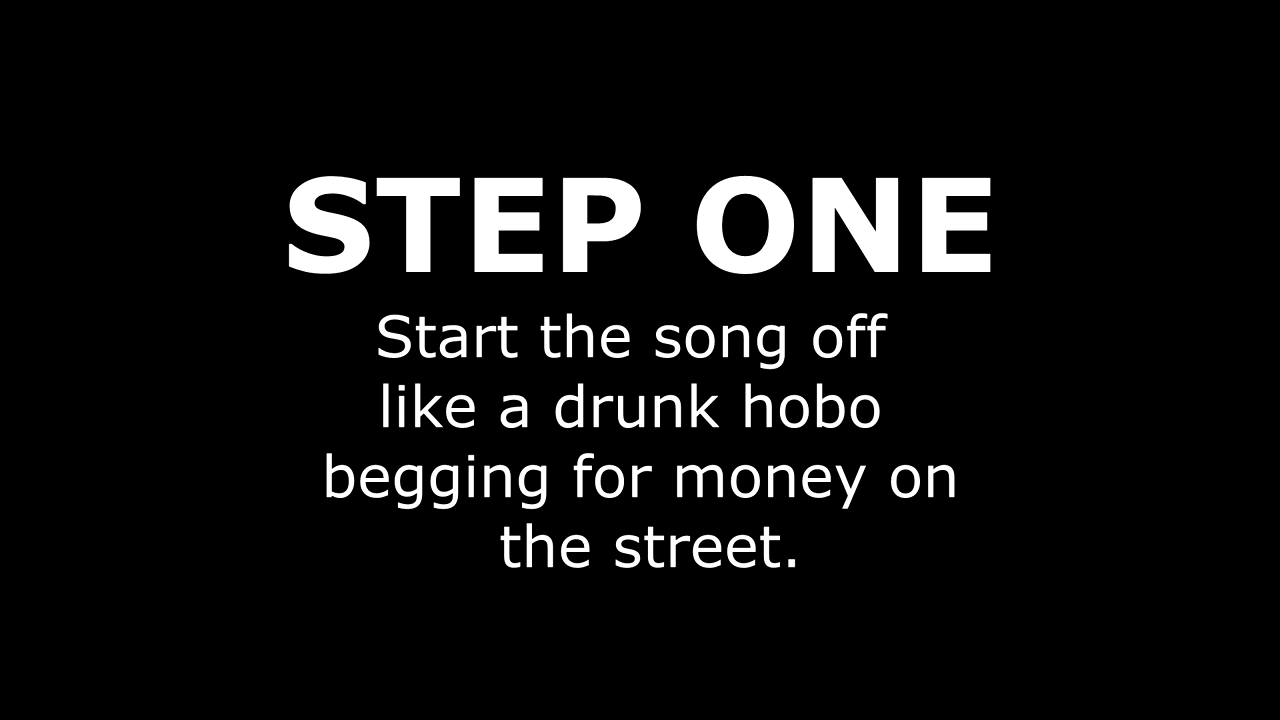 STEP ONE
Start the song off
like a drunk hobo
begging for money on
the street.